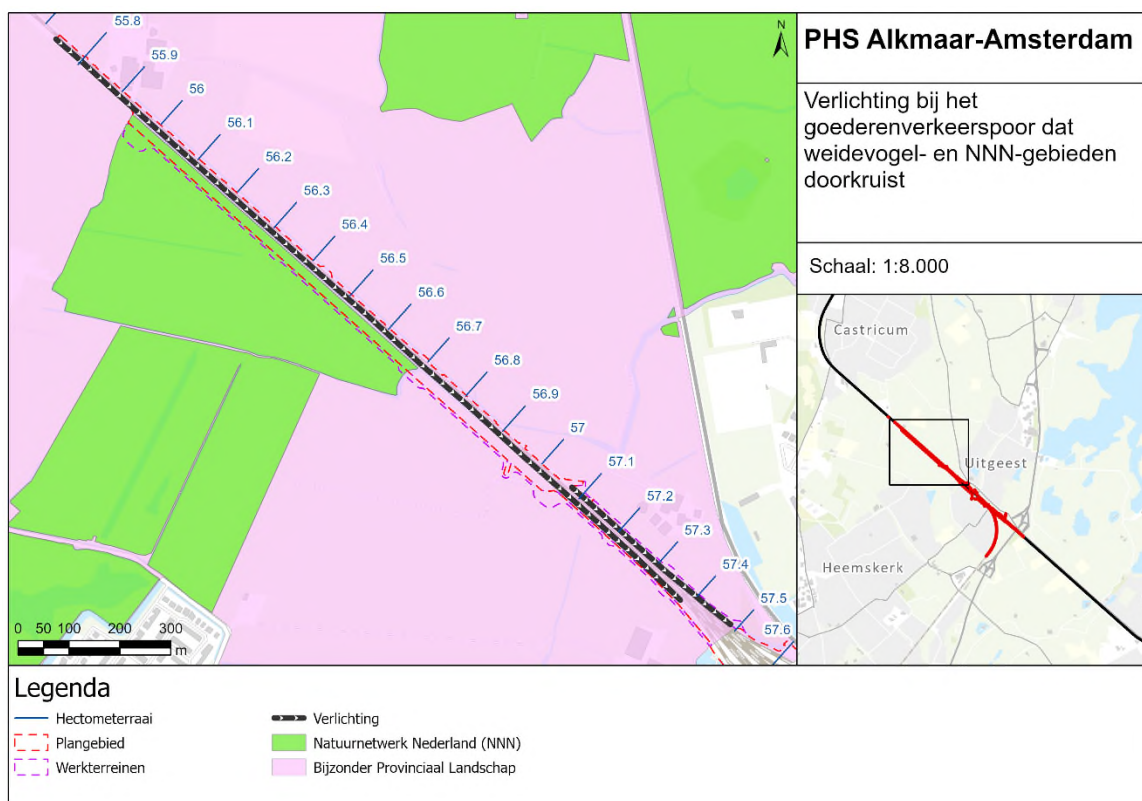 55.8
55.9
56
56.1
56.2
56.3
56.4
56.5
56.6
56.7
56.8
56.9
57
57.1
57.2
57.3
57.4
57.5
57.6
N
0 50 100 200 300
m
PHS Alkmaar-Amsterdam
Verlichting bij het
goederenverkeerspoor dat
weidevogel- en NNN-gebieden
doorkruist
Schaal: 1:8.000
Castricum
Uitgeest
Heemskerk
Legenda
Hectometerraai
Plangebied
Werkterreinen
Verlichting
Natuurnetwerk Nederland (NNN)
Bijzonder Provinciaal Landschap